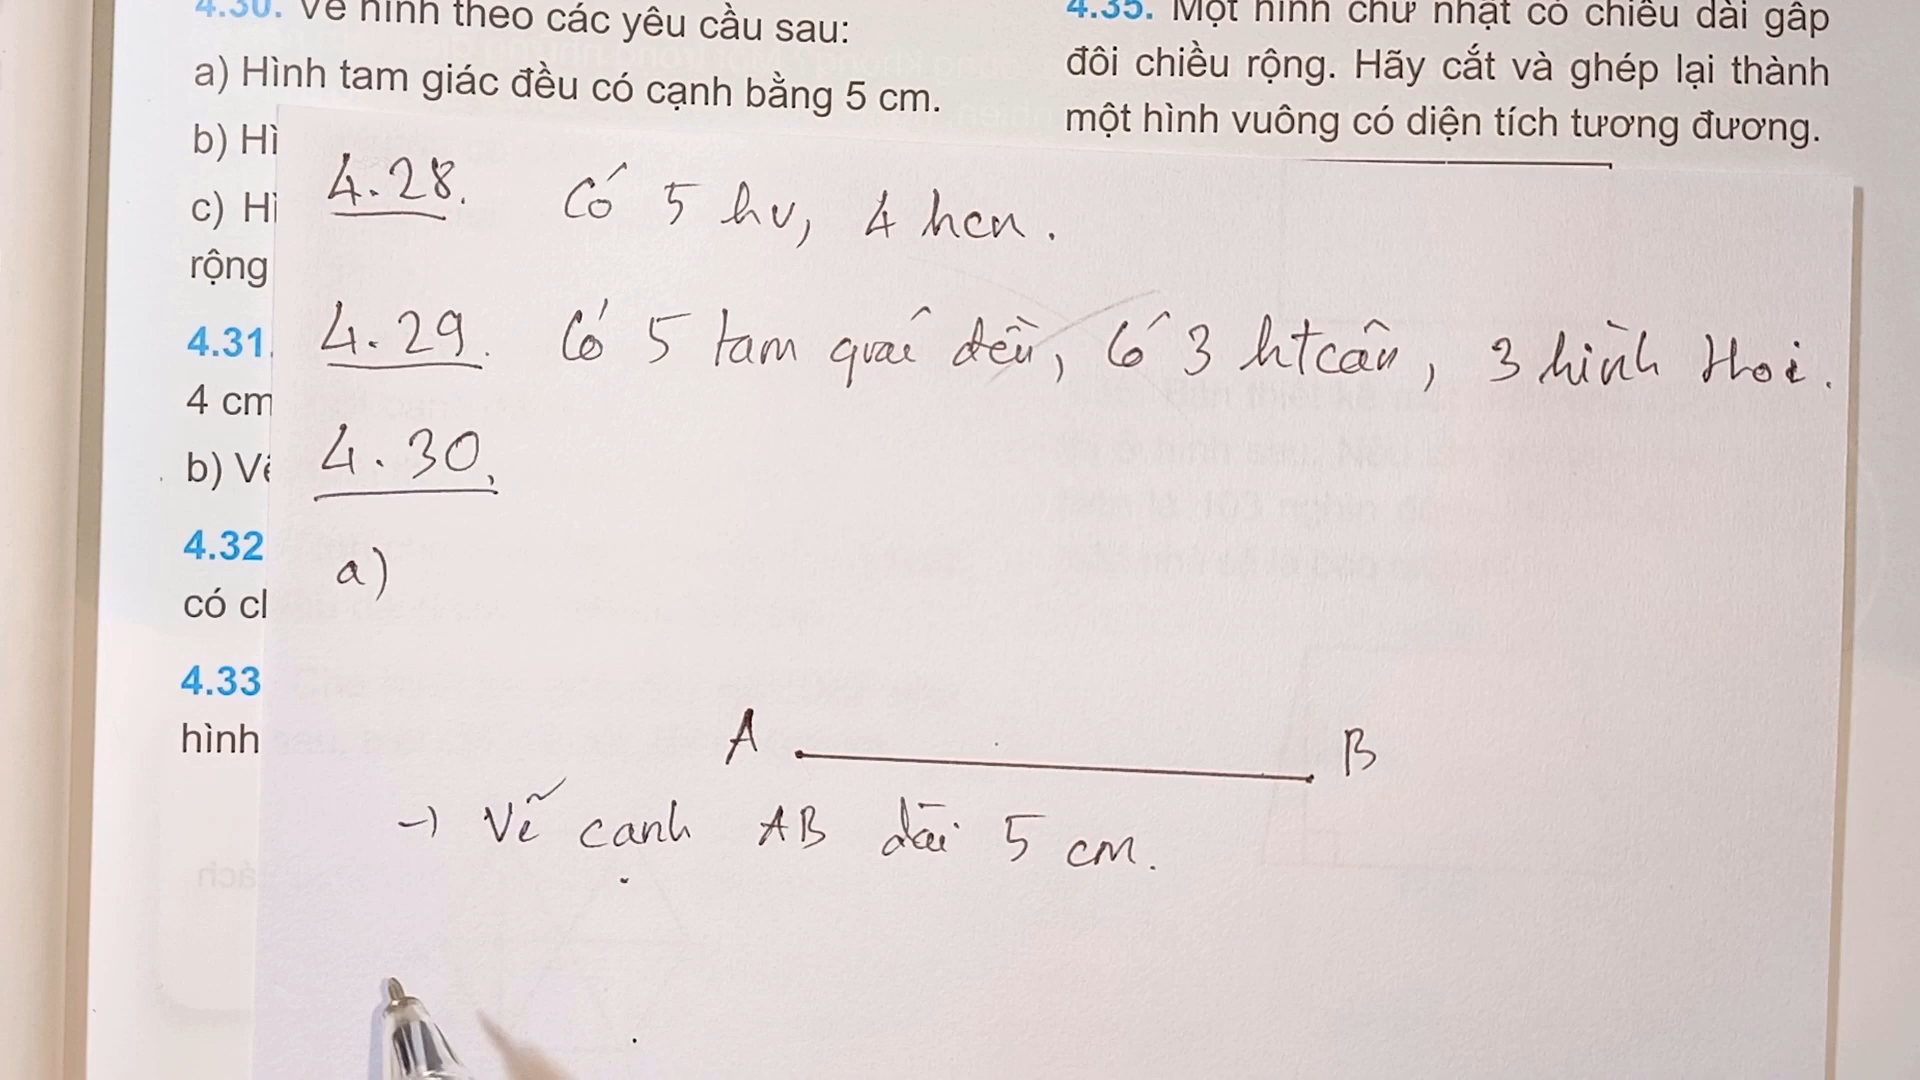 4.30. Vẽ hình theo các yêu cầu sau:
a) Hình tam giác đều có cạnh bằng 5 cm.
b) Hì
c) Hì
rộng
4.31.
4 cm
b) Vẽ
4.32
có cl
4.33
hình
4.35. Một hình chữ nhật có chiều dài gấp
đôi chiều rộng. Hãy cắt và ghép lại thành
một hình vuông có diện tích tương đương.
4.28. Có 5 hv, 4 hcn.
4.29. Có 5 tam giác đều, Có 3 htcân, 3 hình thoi.
4.30.
a)
A B
→ Vẽ cạnh AB dài 5 cm.